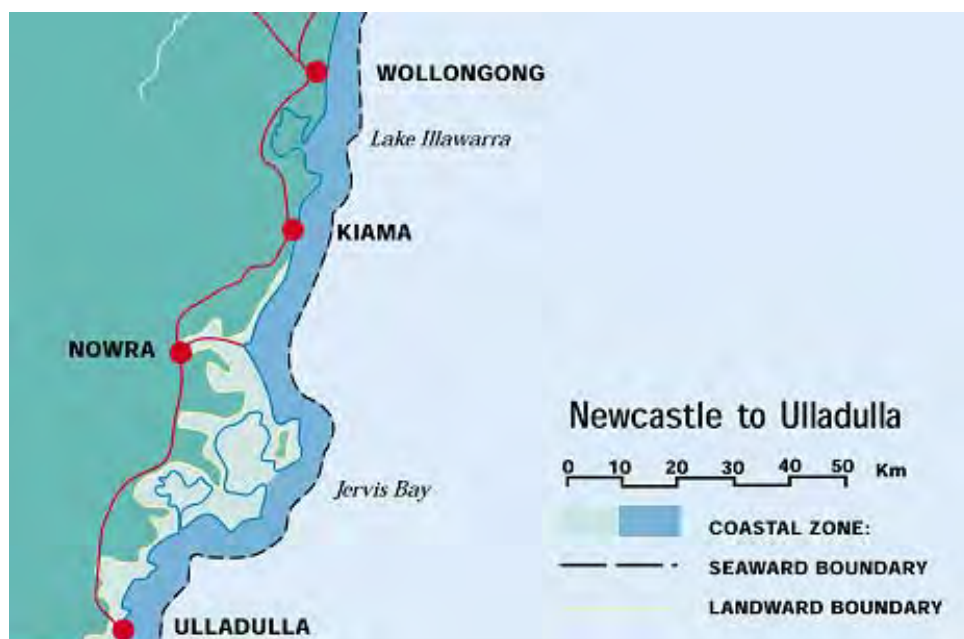 WOLLONGONG
Lake Illawarra
KIAMA
NOWRA
Jervis Bay
ULLADULLA
Newcastle to Ulladulla
0 10 20 30 40 50 Km
COASTAL ZONE:
SEAWARD BOUNDARY
LANDWARD BOUNDARY